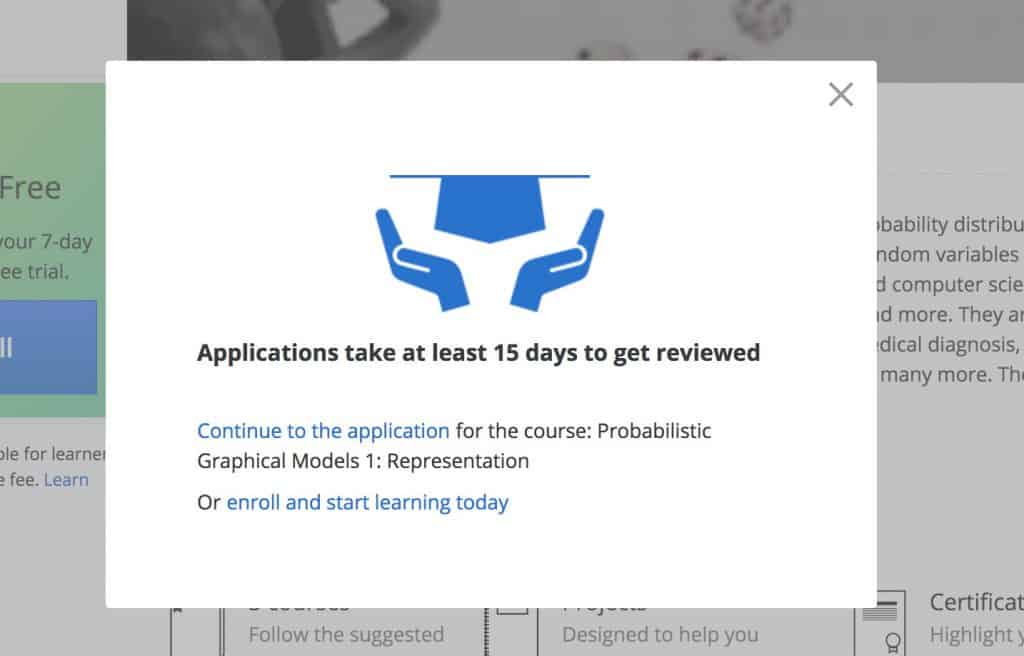 Free
your 7-day
ee trial.
ll
ble for learner
e fee. Learn
Applications take at least 15 days to get reviewed
Continue to the application for the course: Probabilistic
Graphical Models 1: Representation
Or enroll and start learning today
bability distribu
ndom variables
d computer scie
nd more. They ar
edical diagnosis,
many more. The
Follow the suggested
Designed to help you
Certificat
Highlight y